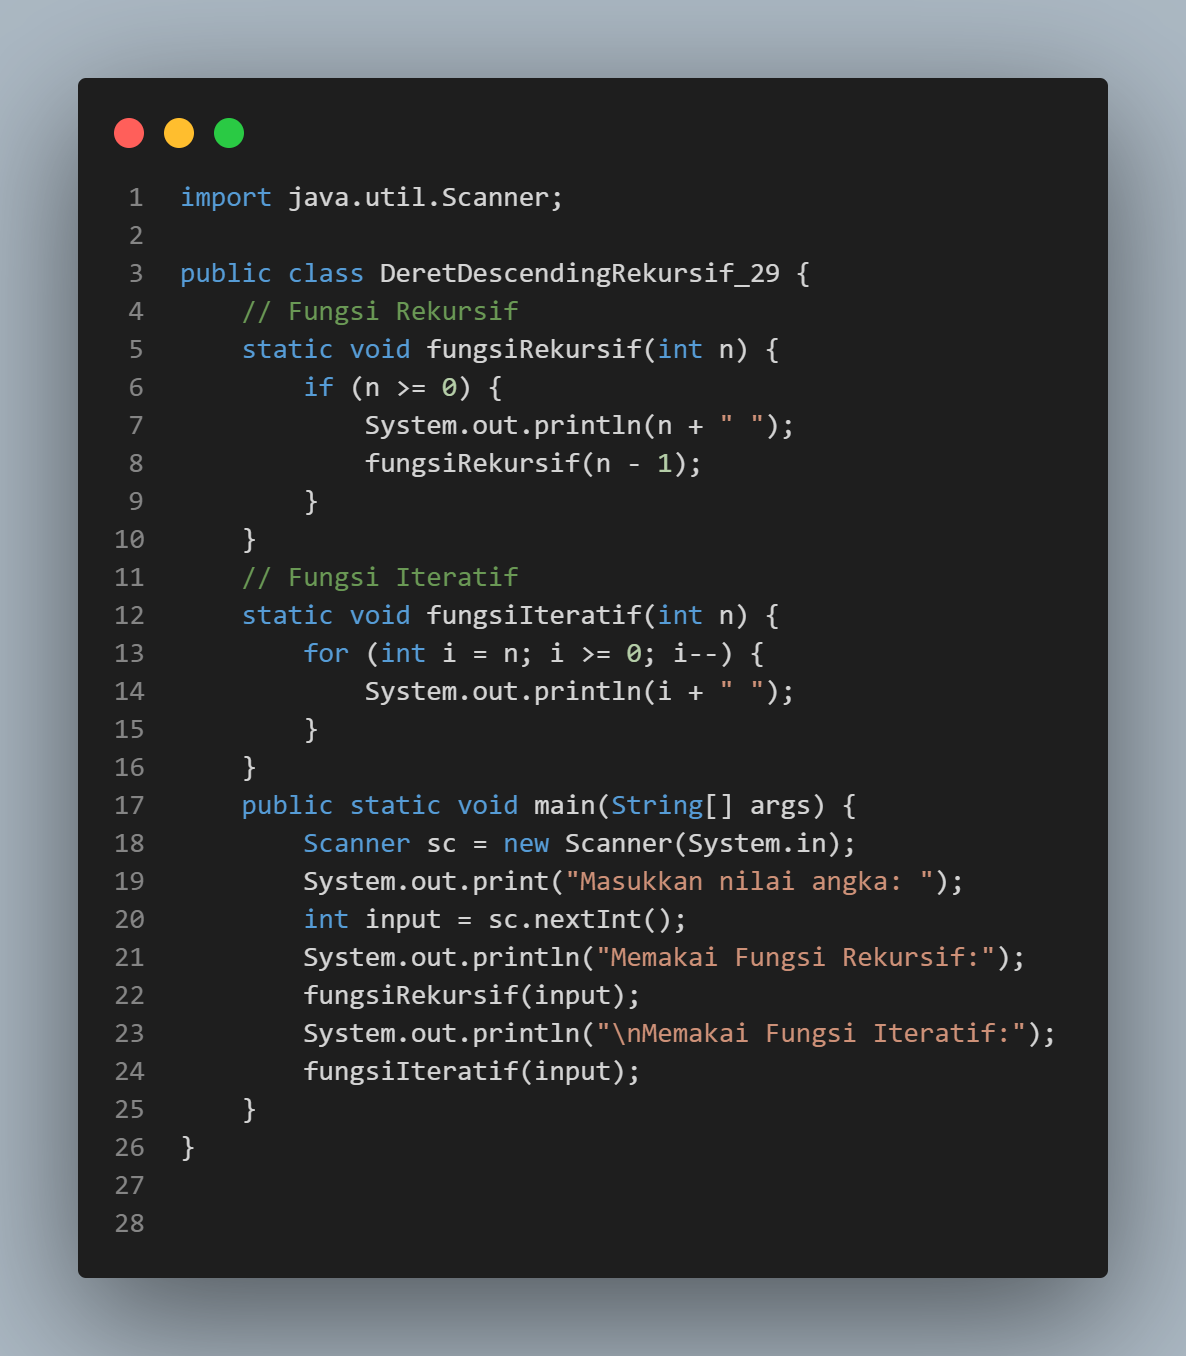 1 import java.util.Scanner;
2
3 public class DeretDescendingRekursif_29 {
4     // Fungsi Rekursif
5     static void fungsiRekursif(int n) {
6         if (n >= 0) {
7             System.out.println(n + " ");
8             fungsiRekursif(n - 1);
9         }
10     }
11     // Fungsi Iteratif
12     static void fungsiIteratif(int n) {
13         for (int i = n; i >= 0; i--) {
14             System.out.println(i + " ");
15         }
16     }
17     public static void main(String[] args) {
18         Scanner sc = new Scanner(System.in);
19         System.out.print("Masukkan nilai angka: ");
20         int input = sc.nextInt();
21         System.out.println("Memakai Fungsi Rekursif:");
22         fungsiRekursif(input);
23         System.out.println("\nMemakai Fungsi Iteratif:");
24         fungsiIteratif(input);
25     }
26 }
27
28